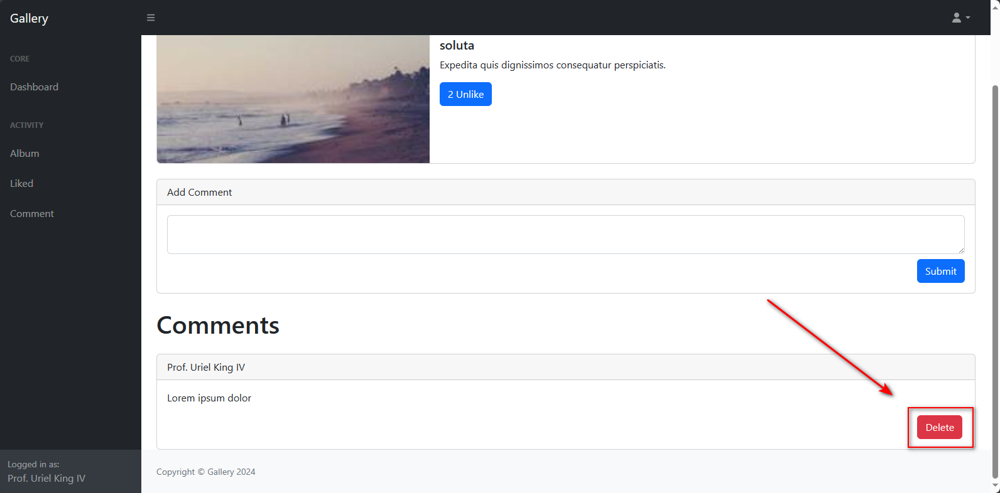 Gallery
CORE
Dashboard
ACTIVITY
Album
Liked
Comment
Logged in as:
Prof. Uriel King IV
soluta
Expedita quis dignissimos consequatur perspiciatis.
2 Unlike
Add Comment
Submit
Comments
Prof. Uriel King IV
Lorem ipsum dolor
Delete
Copyright © Gallery 2024